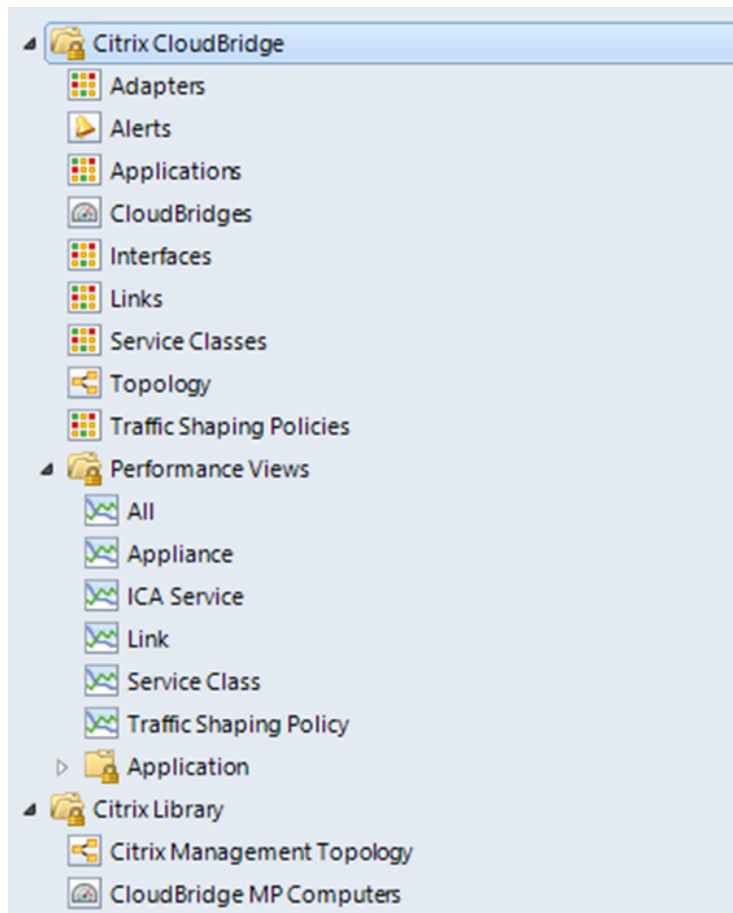 Citrix CloudBridge
Adapters
Alerts
Applications
CloudBridges
Interfaces
Links
Service Classes
Topology
Traffic Shaping Policies
Performance Views
All
Appliance
ICA Service
Link
Service Class
Traffic Shaping Policy
Application
Citrix Library
Citrix Management Topology
CloudBridge MP Computers